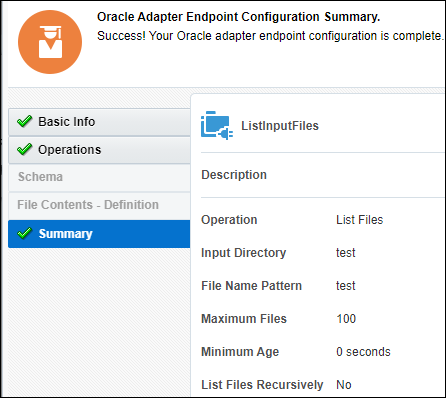 Oracle Adapter Endpoint Configuration Summary.
Success! Your Oracle adapter endpoint configuration is complete.
Basic Info
Operations
Schema
File Contents - Definition
Summary
ListInputFiles
Description
Operation List Files
Input Directory test
File Name Pattern test
Maximum Files 100
Minimum Age 0 seconds
List Files Recursively No